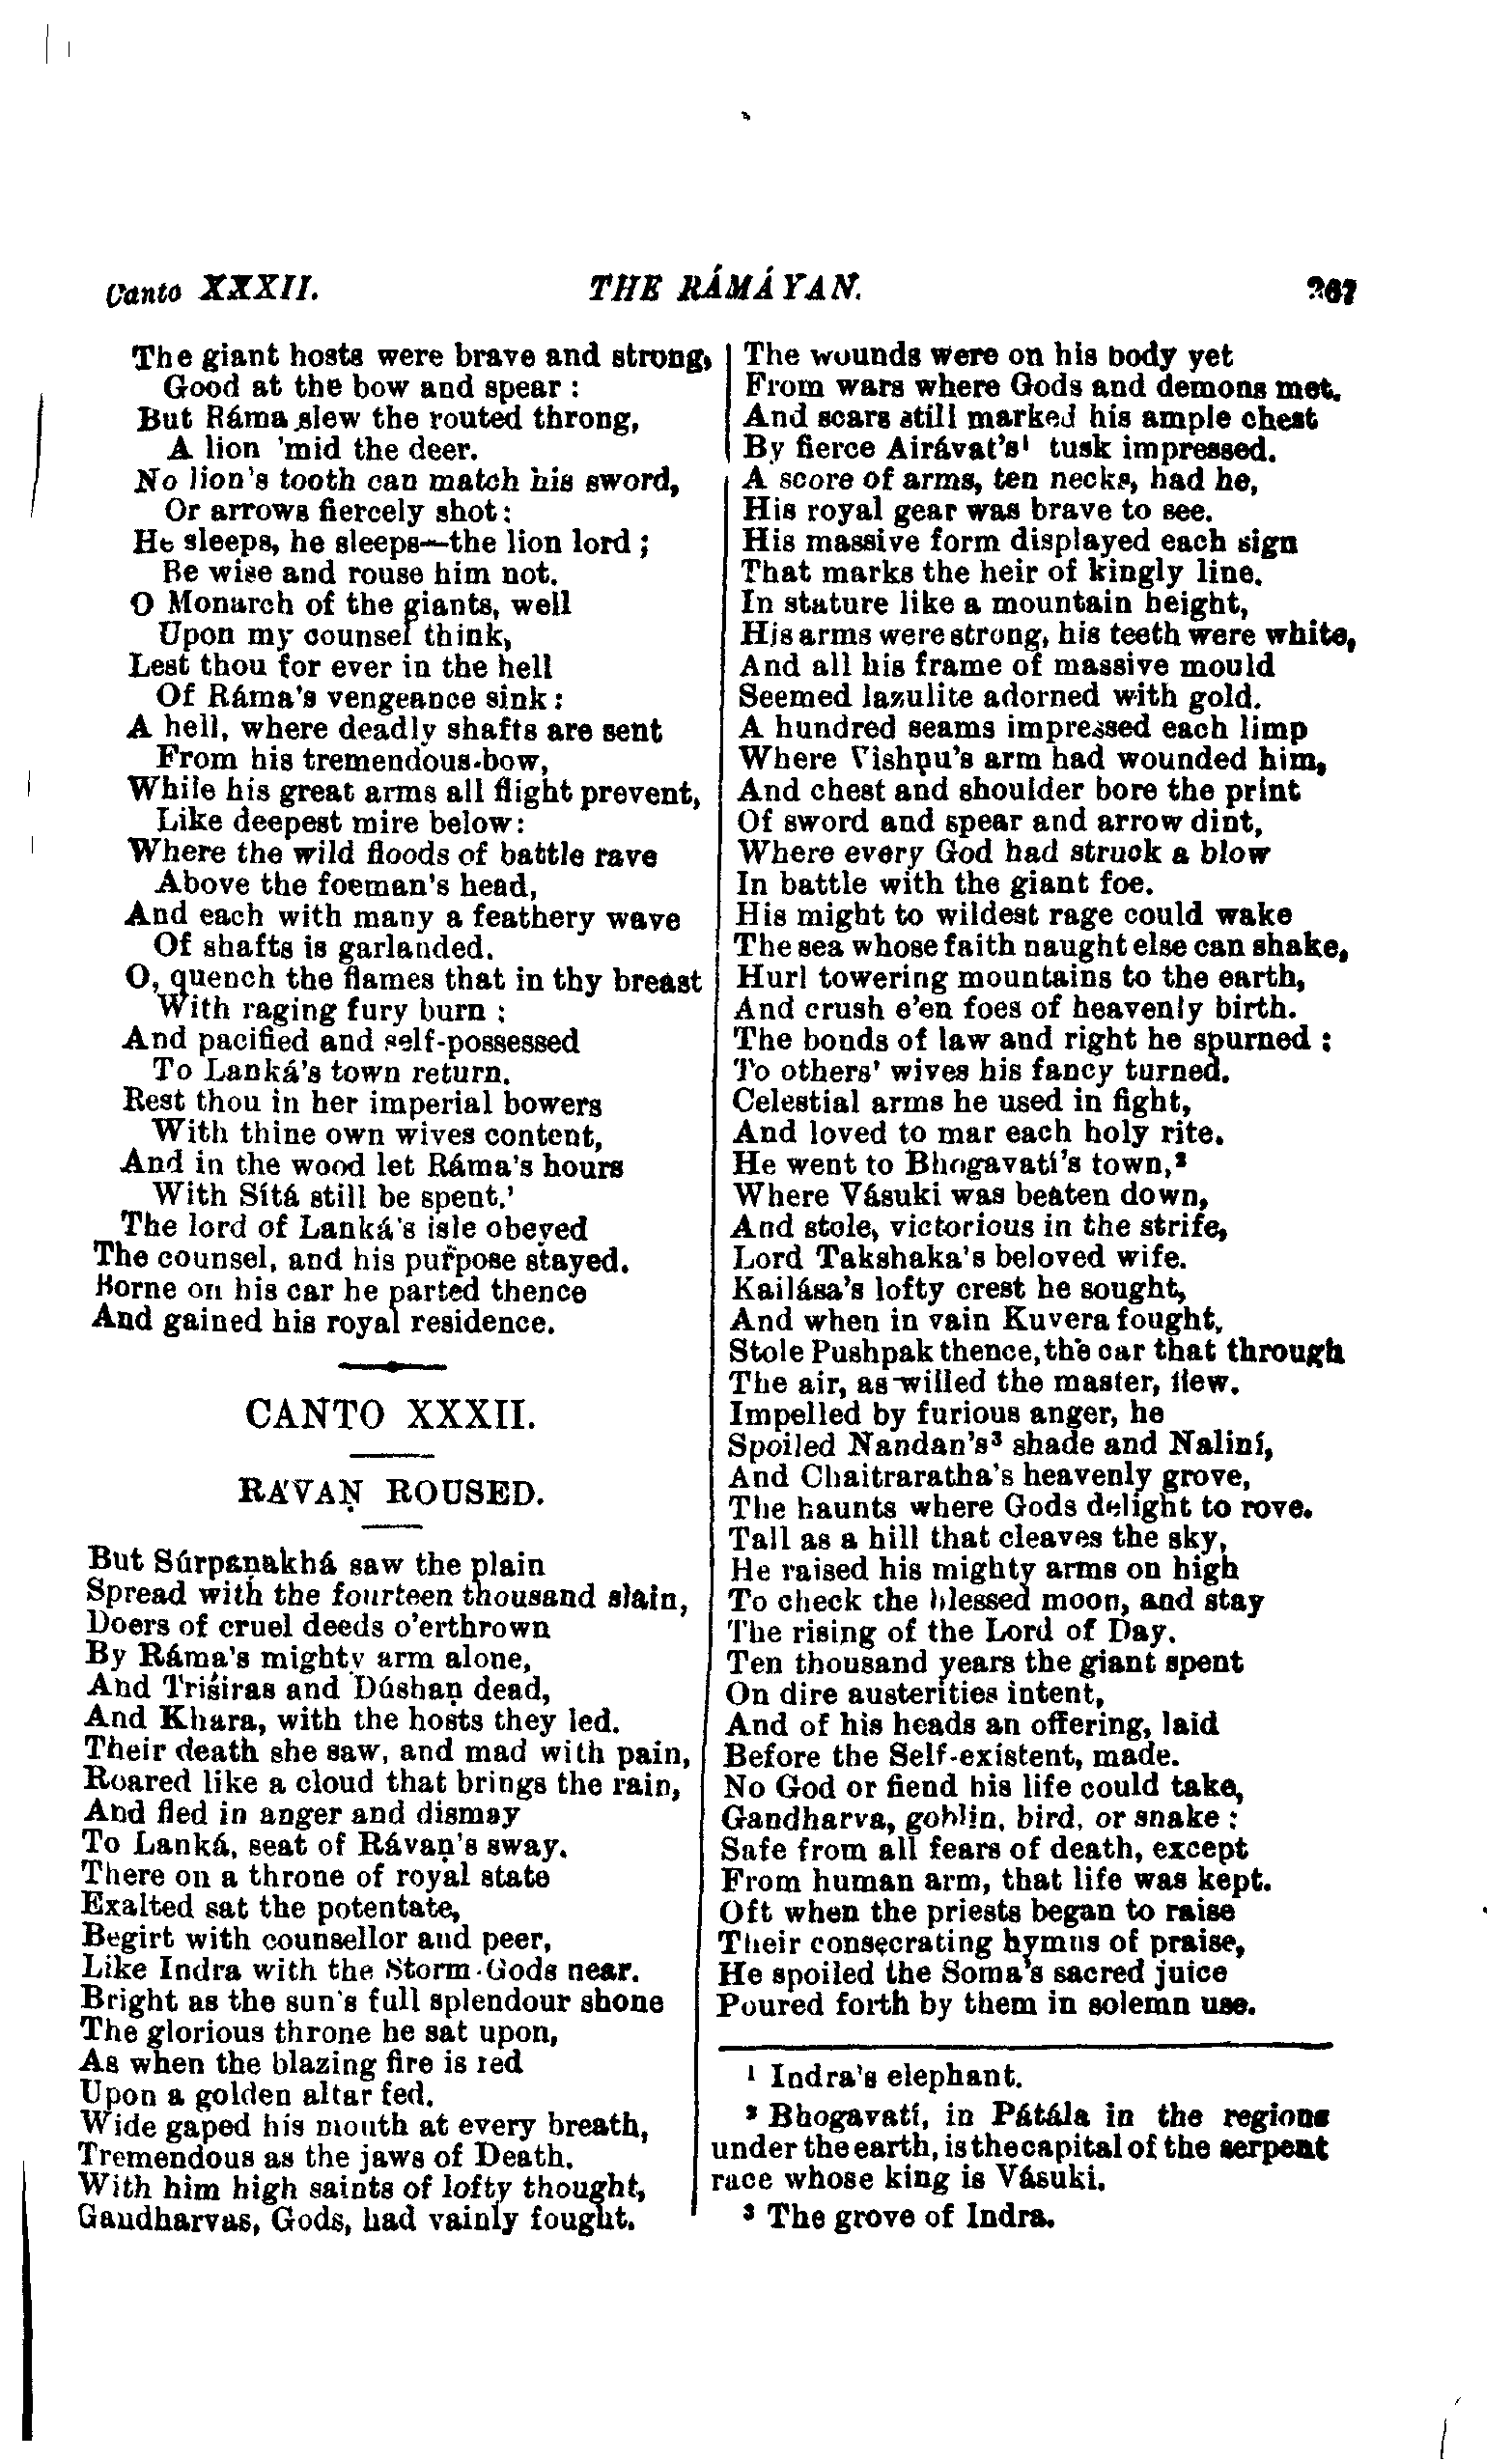 Canto XXXII. THE RÁMÁYAN. 267
The giant hosts were brave and strong,
Good at the bow and spear :
But Ráma slew the routed throng,
A lion 'mid the deer.
No lion's tooth can match his sword,
Or arrows fiercely shot :
He sleeps, he sleeps—the lion lord ;
Be wise and rouse him not.
O Monarch of the giants, well
Upon my counsel think,
Lest thou for ever in the hell
Of Ráma's vengeance sink :
A hell, where deadly shafts are sent
From his tremendous bow,
While his great arms all flight prevent,
Like deepest mire below:
Where the wild floods of battle rave
Above the foeman's head,
And each with many a feathery wave
Of shafts is garlanded.
O, quench the flames that in thy breast
With raging fury burn ;
And pacified and self-possessed
To Lanká's town return.
Rest thou in her imperial bowers
With thine own wives content,
And in the wood let Ráma's hours
With Sítá still be spent.'
The lord of Lanká's isle obeyed
The counsel, and his purpose stayed.
Borne on his car he parted thence
And gained his royal residence.
CANTO XXXII.
RÁVAṆ ROUSED.
But Súrpaṇakhá saw the plain
Spread with the fourteen thousand slain,
Doers of cruel deeds o'erthrown
By Ráma's mighty arm alone,
And Triśiras and Dúshaṇ dead,
And Khara, with the hosts they led.
Their death she saw, and mad with pain,
Roared like a cloud that brings the rain,
And fled in anger and dismay
To Lanká, seat of Rávaṇ's sway.
There on a throne of royal state
Exalted sat the potentate,
Begirt with counsellor and peer,
Like Indra with the Storm-Gods near.
Bright as the sun's full splendour shone
The glorious throne he sat upon,
As when the blazing fire is red
Upon a golden altar fed.
Wide gaped his mouth at every breath,
Tremendous as the jaws of Death.
With him high saints of lofty thought,
Gandharvas, Gods, had vainly fought.
The wounds were on his body yet
From wars where Gods and demons met.
And scars still marked his ample chest
By fierce Airávat's¹ tusk impressed.
A score of arms, ten necks, had he,
His royal gear was brave to see.
His massive form displayed each sign
That marks the heir of kingly line.
In stature like a mountain height,
His arms were strong, his teeth were white,
And all his frame of massive mould
Seemed lazulite adorned with gold.
A hundred seams impressed each limp
Where Vishṇu's arm had wounded him,
And chest and shoulder bore the print
Of sword and spear and arrow dint,
Where every God had struck a blow
In battle with the giant foe.
His might to wildest rage could wake
The sea whose faith naught else can shake,
Hurl towering mountains to the earth,
And crush e'en foes of heavenly birth.
The bonds of law and right he spurned :
To others' wives his fancy turned.
Celestial arms he used in fight,
And loved to mar each holy rite.
He went to Bhogavatí's town,²
Where Vásuki was beaten down,
And stole, victorious in the strife,
Lord Takshaka's beloved wife.
Kailása's lofty crest he sought,
And when in vain Kuvera fought,
Stole Pushpak thence, the car that through
The air, as willed the master, flew.
Impelled by furious anger, he
Spoiled Nandan's³ shade and Naliní,
And Chaitraratha's heavenly grove,
The haunts where Gods delight to rove.
Tall as a hill that cleaves the sky,
He raised his mighty arms on high
To check the blessed moon, and stay
The rising of the Lord of Day.
Ten thousand years the giant spent
On dire austerities intent,
And of his heads an offering, laid
Before the Self-existent, made.
No God or fiend his life could take,
Gandharva, goblin, bird, or snake :
Safe from all fears of death, except
From human arm, that life was kept.
Oft when the priests began to raise
Their consecrating hymns of praise,
He spoiled the Soma's sacred juice
Poured forth by them in solemn use.
¹ Indra's elephant.
² Bhogavatí, in Pátála in the regions
under the earth, is the capital of the serpent
race whose king is Vásuki.
³ The grove of Indra.